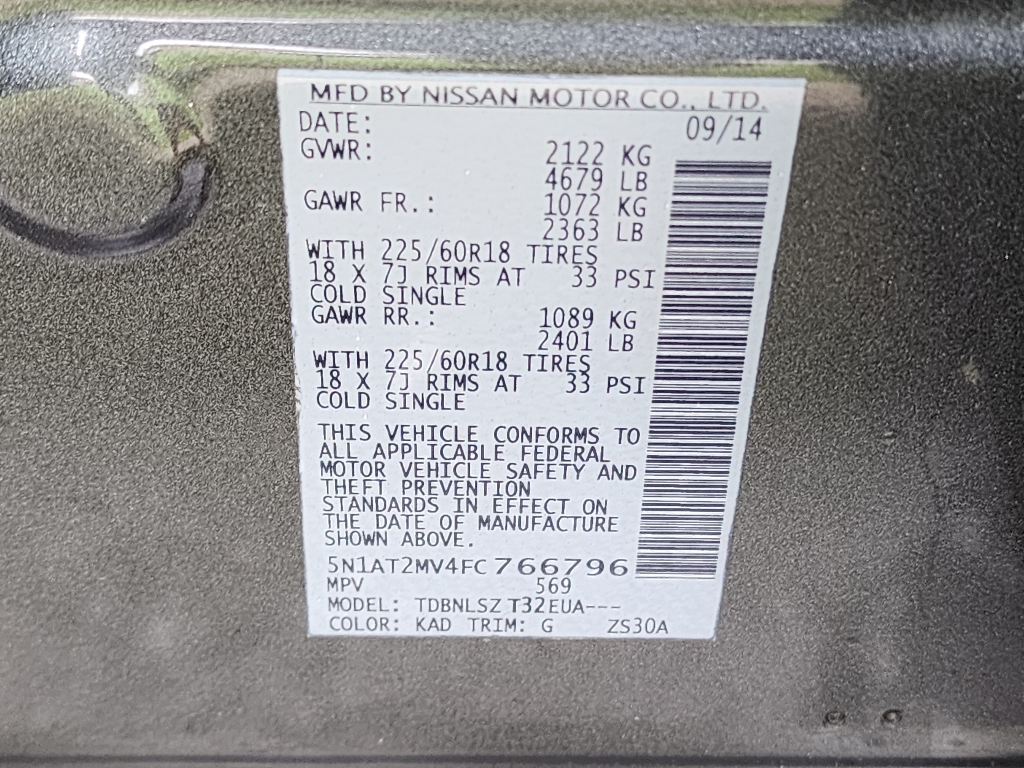 MFD BY NISSAN MOTOR CO., LTD.
DATE: 09/14
GVWR: 2122 KG
4679 LB
GAWR FR.: 1072 KG
2363 LB
WITH 225/60R18 TIRES
18 X 7J RIMS AT 33 PSI
COLD SINGLE
GAWR RR.: 1089 KG
2401 LB
WITH 225/60R18 TIRES
18 X 7J RIMS AT 33 PSI
COLD SINGLE
THIS VEHICLE CONFORMS TO
ALL APPLICABLE FEDERAL
MOTOR VEHICLE SAFETY AND
THEFT PREVENTION
STANDARDS IN EFFECT ON
THE DATE OF MANUFACTURE
SHOWN ABOVE.
5N1AT2MV4FC766796
MPV 569
MODEL: TDBNLSZ T32EUA---
COLOR: KAD TRIM: G ZS30A